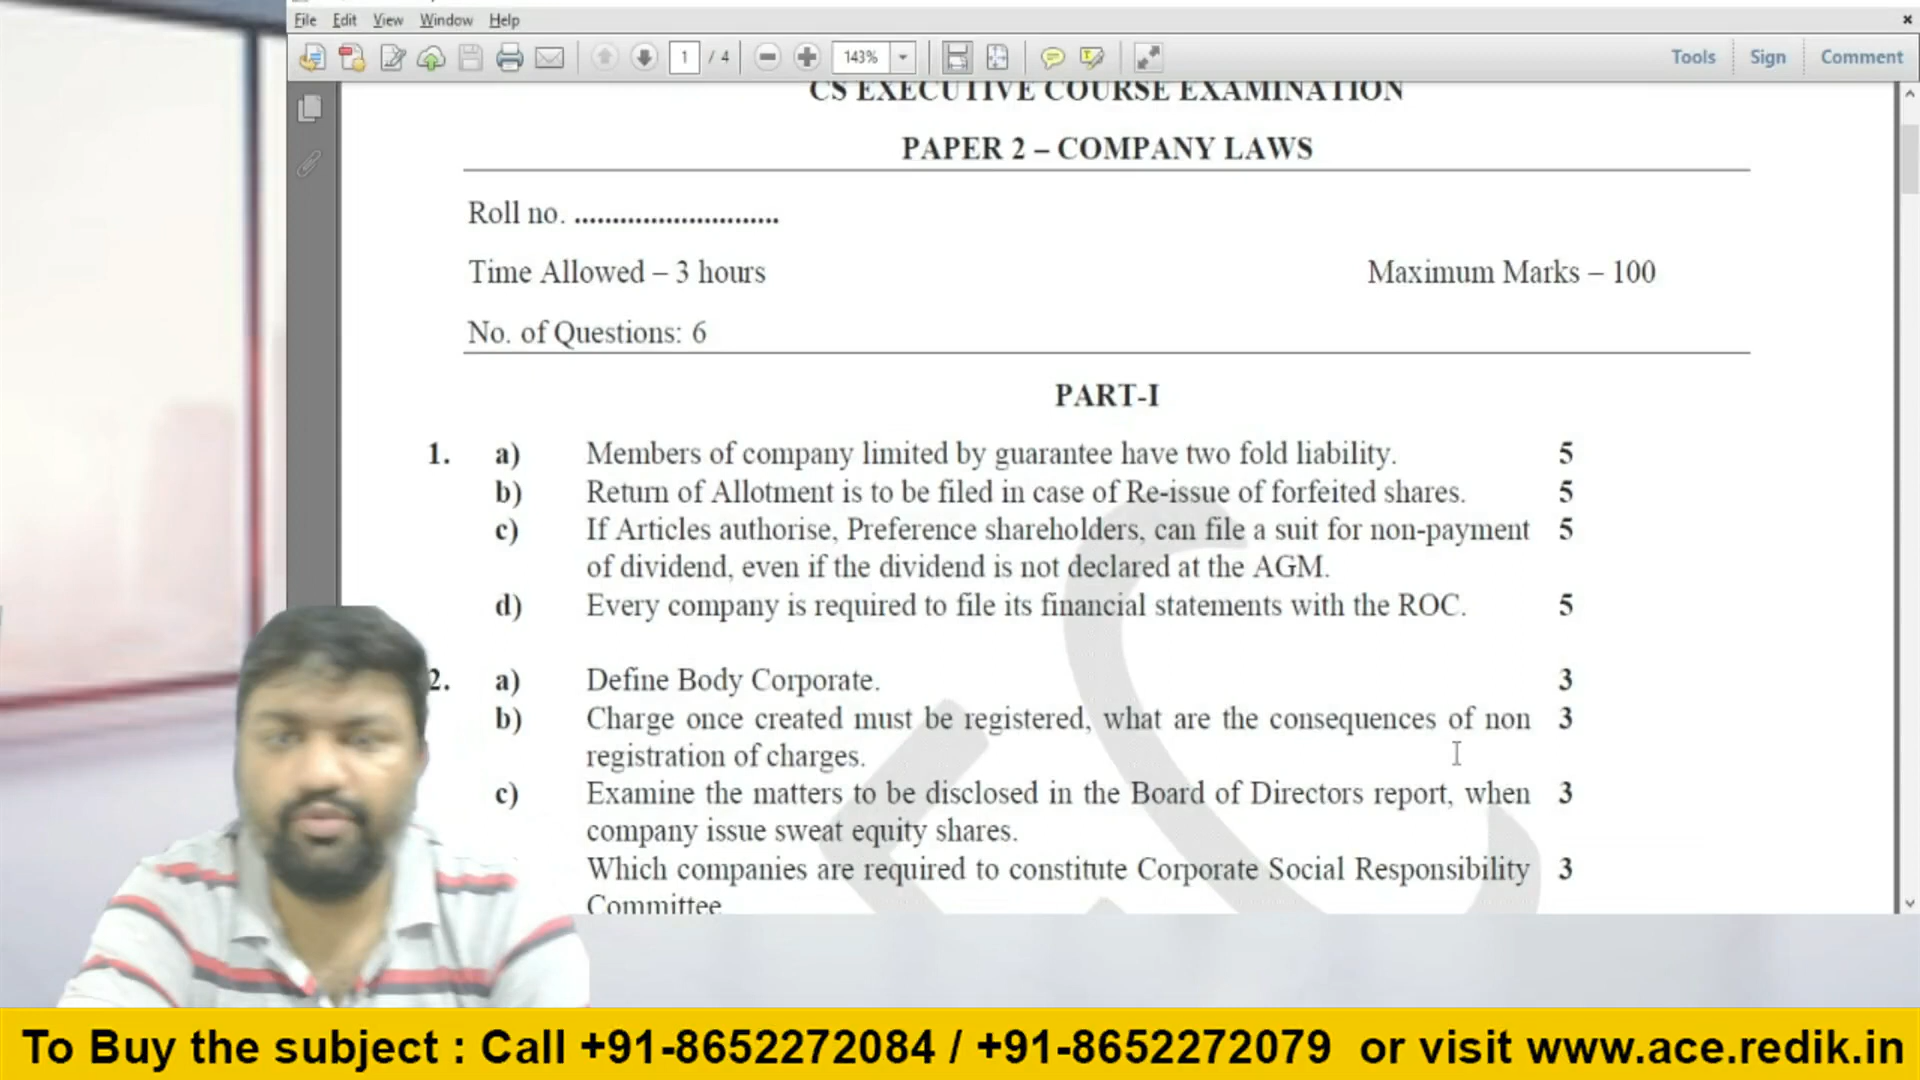 File Edit View Window Help
1 / 4 143% Tools Sign Comment
CS EXECUTIVE COURSE EXAMINATION
PAPER 2 – COMPANY LAWS
Roll no. ...........................
Time Allowed – 3 hours Maximum Marks – 100
No. of Questions: 6
PART-I
1. a) Members of company limited by guarantee have two fold liability. 5
b) Return of Allotment is to be filed in case of Re-issue of forfeited shares. 5
c) If Articles authorise, Preference shareholders, can file a suit for non-payment 5
of dividend, even if the dividend is not declared at the AGM.
d) Every company is required to file its financial statements with the ROC. 5
2. a) Define Body Corporate. 3
b) Charge once created must be registered, what are the consequences of non 3
registration of charges.
c) Examine the matters to be disclosed in the Board of Directors report, when 3
company issue sweat equity shares.
Which companies are required to constitute Corporate Social Responsibility 3
Committee
To Buy the subject : Call +91-8652272084 / +91-8652272079 or visit www.ace.redik.in